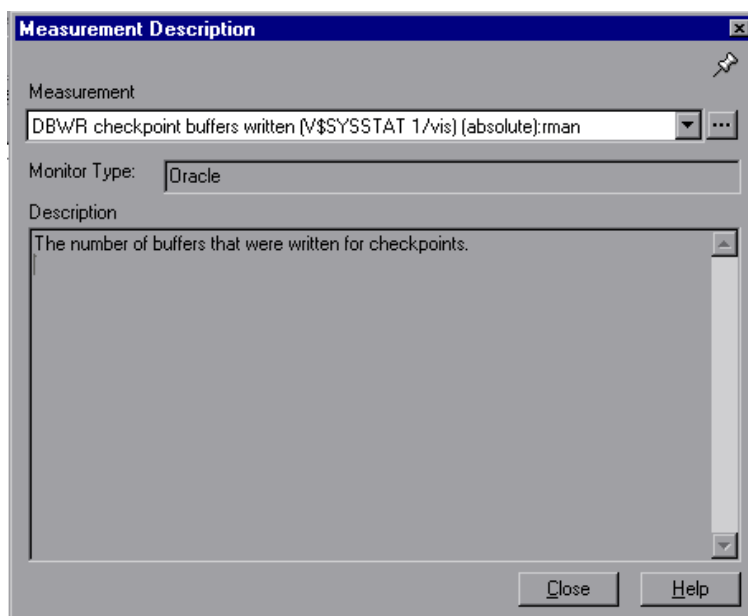 Measurement Description
Measurement
DBWR checkpoint buffers written (V$SYSSTAT 1/vis) (absolute):rman
...
Monitor Type: Oracle
Description
The number of buffers that were written for checkpoints.
Close Help